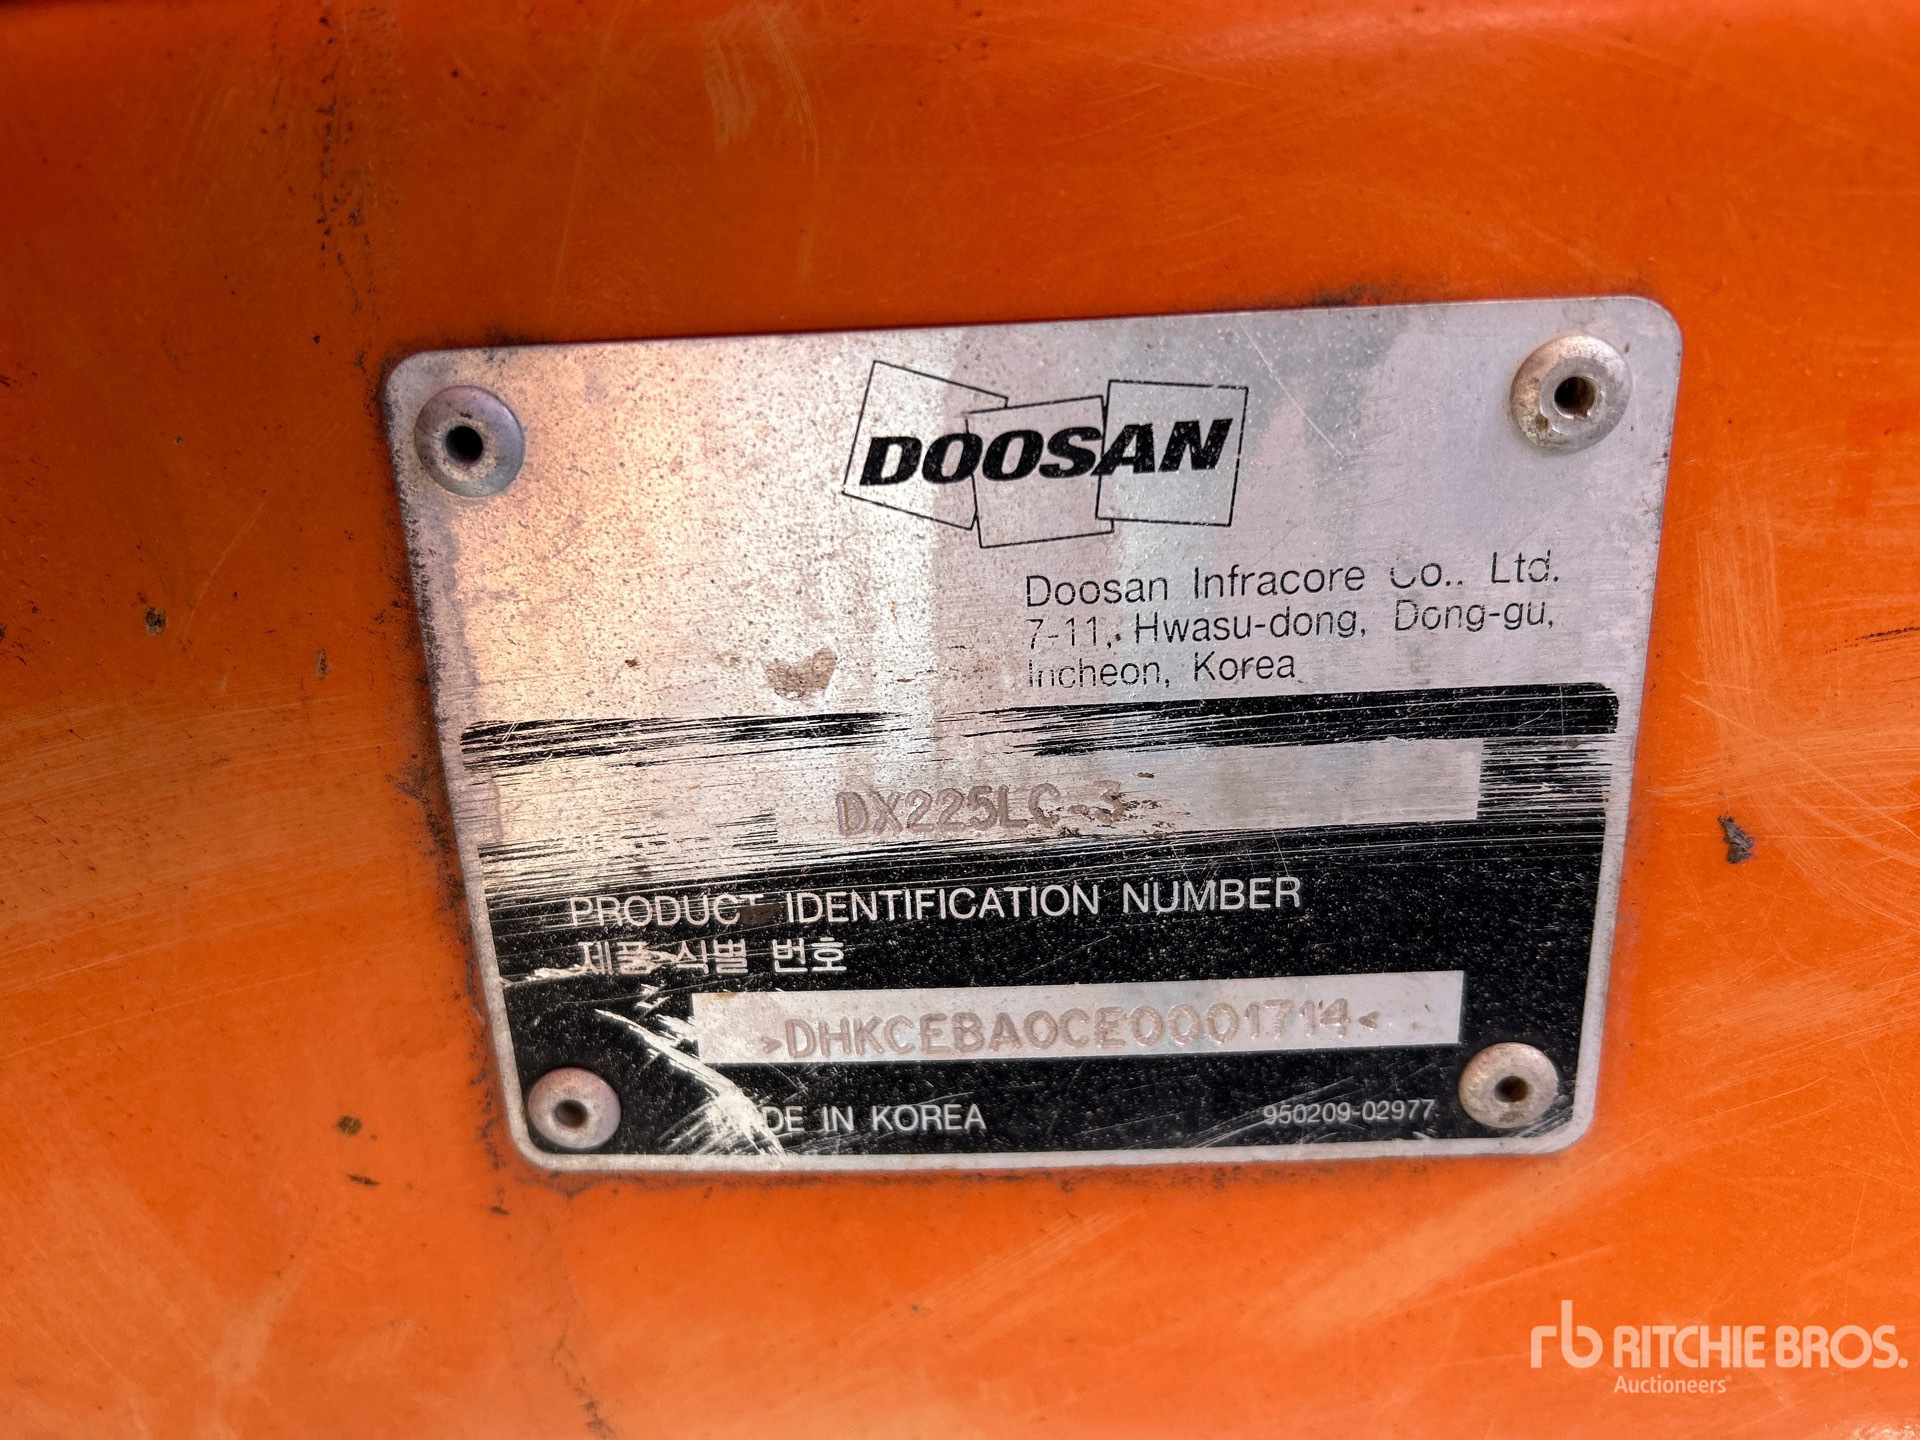 DOOSAN
Doosan Infracore Co., Ltd.
7-11, Hwasu-dong, Dong-gu,
Incheon, Korea
DX225LC-3
PRODUCT IDENTIFICATION NUMBER
제품 식별 번호
>DHKCEBA0CE0001714<
MADE IN KOREA
950209-02977
rb RITCHIE BROS.
Auctioneers